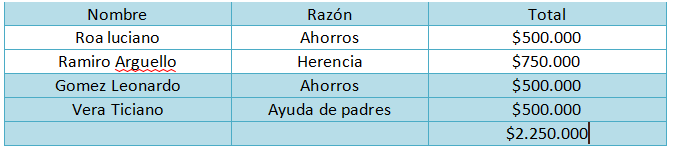 Nombre Razón Total
Roa luciano Ahorros $500.000
Ramiro Arguello Herencia $750.000
Gomez Leonardo Ahorros $500.000
Vera Ticiano Ayuda de padres $500.000
$2.250.000